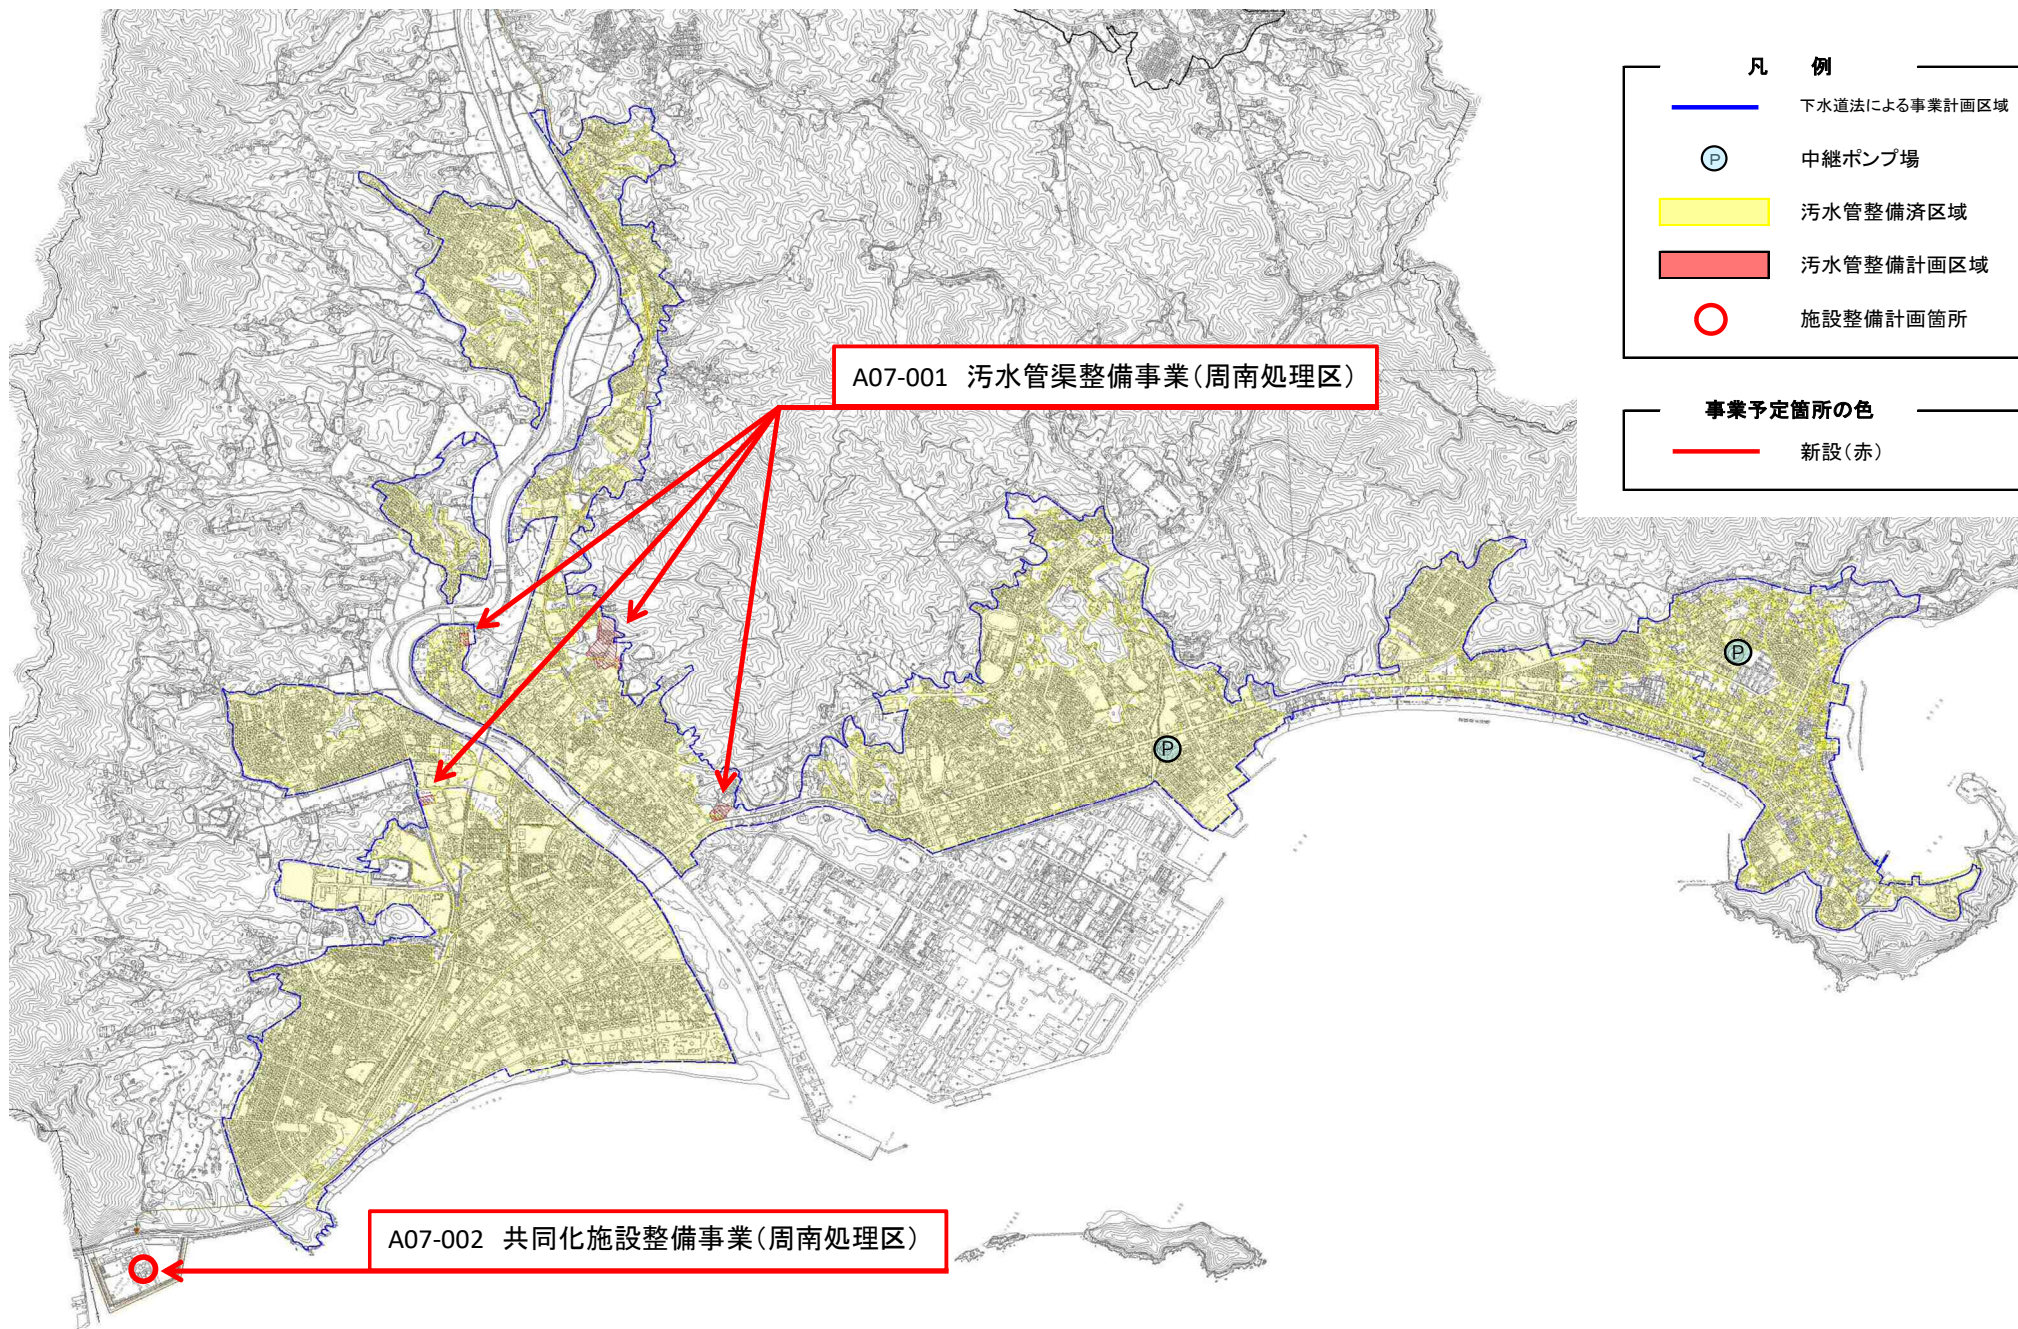 凡 例
下水道法による事業計画区域
P 中継ポンプ場
汚水管整備済区域
汚水管整備計画区域
施設整備計画箇所
事業予定箇所の色
新設(赤)
A07-001 汚水管渠整備事業(周南処理区)
P
P
A07-002 共同化施設整備事業(周南処理区)